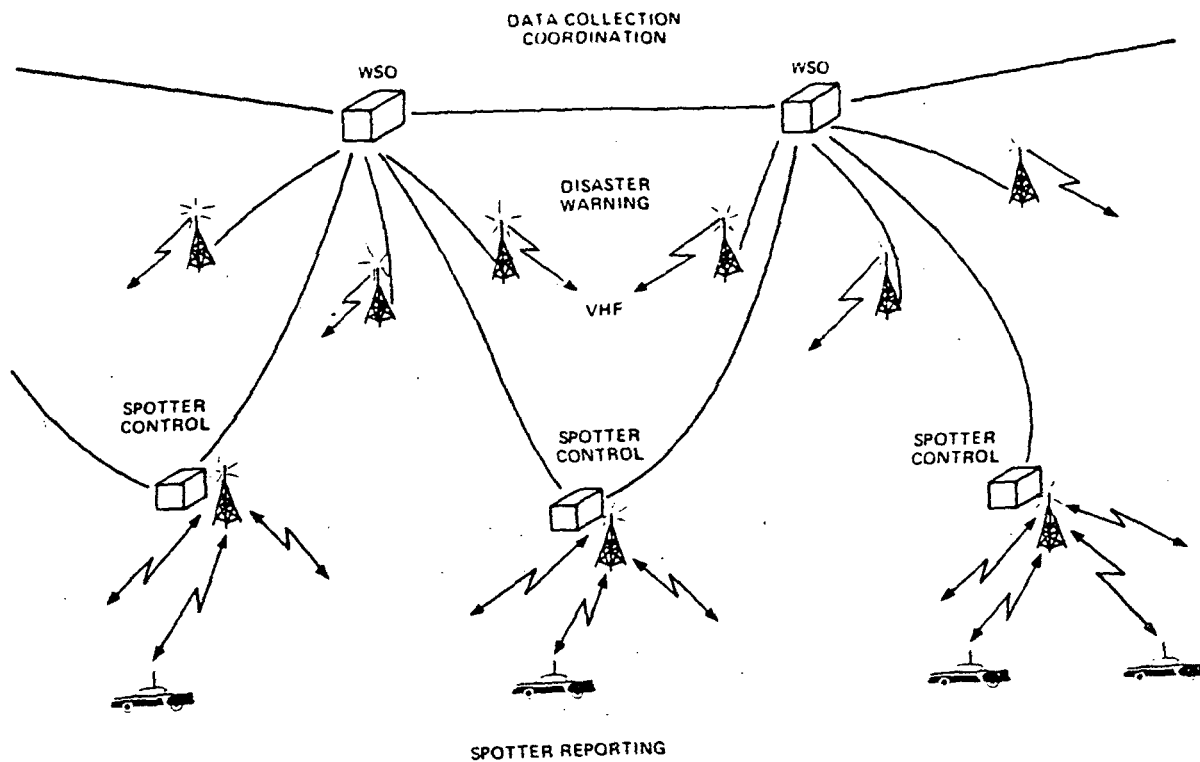 DATA COLLECTION
COORDINATION
WSO
WSO
DISASTER
WARNING
VHF
SPOTTER
CONTROL
SPOTTER
CONTROL
SPOTTER
CONTROL
SPOTTER REPORTING